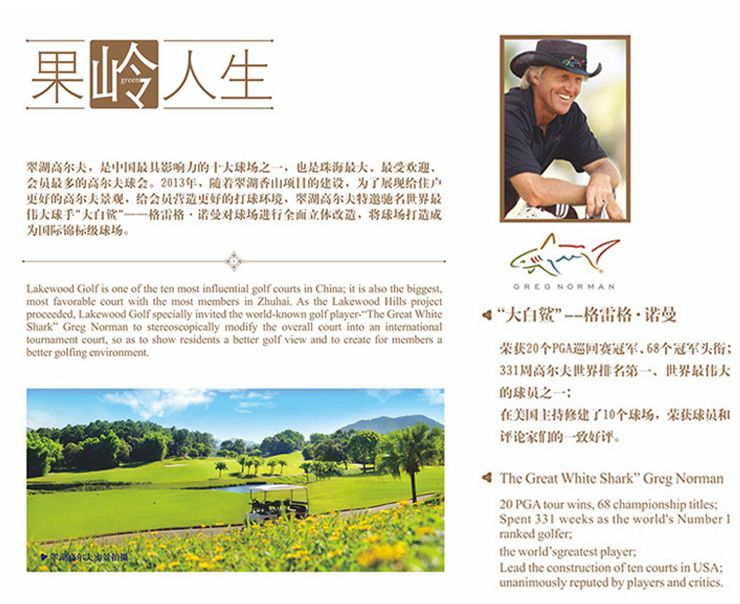 果岭人生
green
翠湖高尔夫，是中国最具影响力的十大球场之一，也是珠海最大、最受欢迎、
会员最多的高尔夫球会。2013年，随着翠湖香山项目的建设，为了展现给住户
更好的高尔夫景观，给会员营造更好的打球环境，翠湖高尔夫特邀驰名世界最
伟大球手"大白鲨"——格雷格·诺曼对球场进行全面立体改造，将球场打造成
为国际锦标级球场。
Lakewood Golf is one of the ten most influential golf courts in China; it is also the biggest,
most favorable court with the most members in Zhuhai. As the Lakewood Hills project
proceeded, Lakewood Golf specially invited the world-known golf player-“The Great White
Shark” Greg Norman to stereoscopically modify the overall court into an international
tournament court, so as to show residents a better golf view and to create for members a
better golfing environment.
翠湖高尔夫实景拍摄
GREG NORMAN
“大白鲨”--格雷格·诺曼
荣获20个PGA巡回赛冠军、68个冠军头衔；
331周高尔夫世界排名第一、世界最伟大
的球员之一；
在美国主持修建了10个球场，荣获球员和
评论家们的一致好评。
The Great White Shark” Greg Norman
20 PGA tour wins, 68 championship titles;
Spent 331 weeks as the world's Number 1
ranked golfer;
the world’sgreatest player;
Lead the construction of ten courts in USA;
unanimously reputed by players and critics.